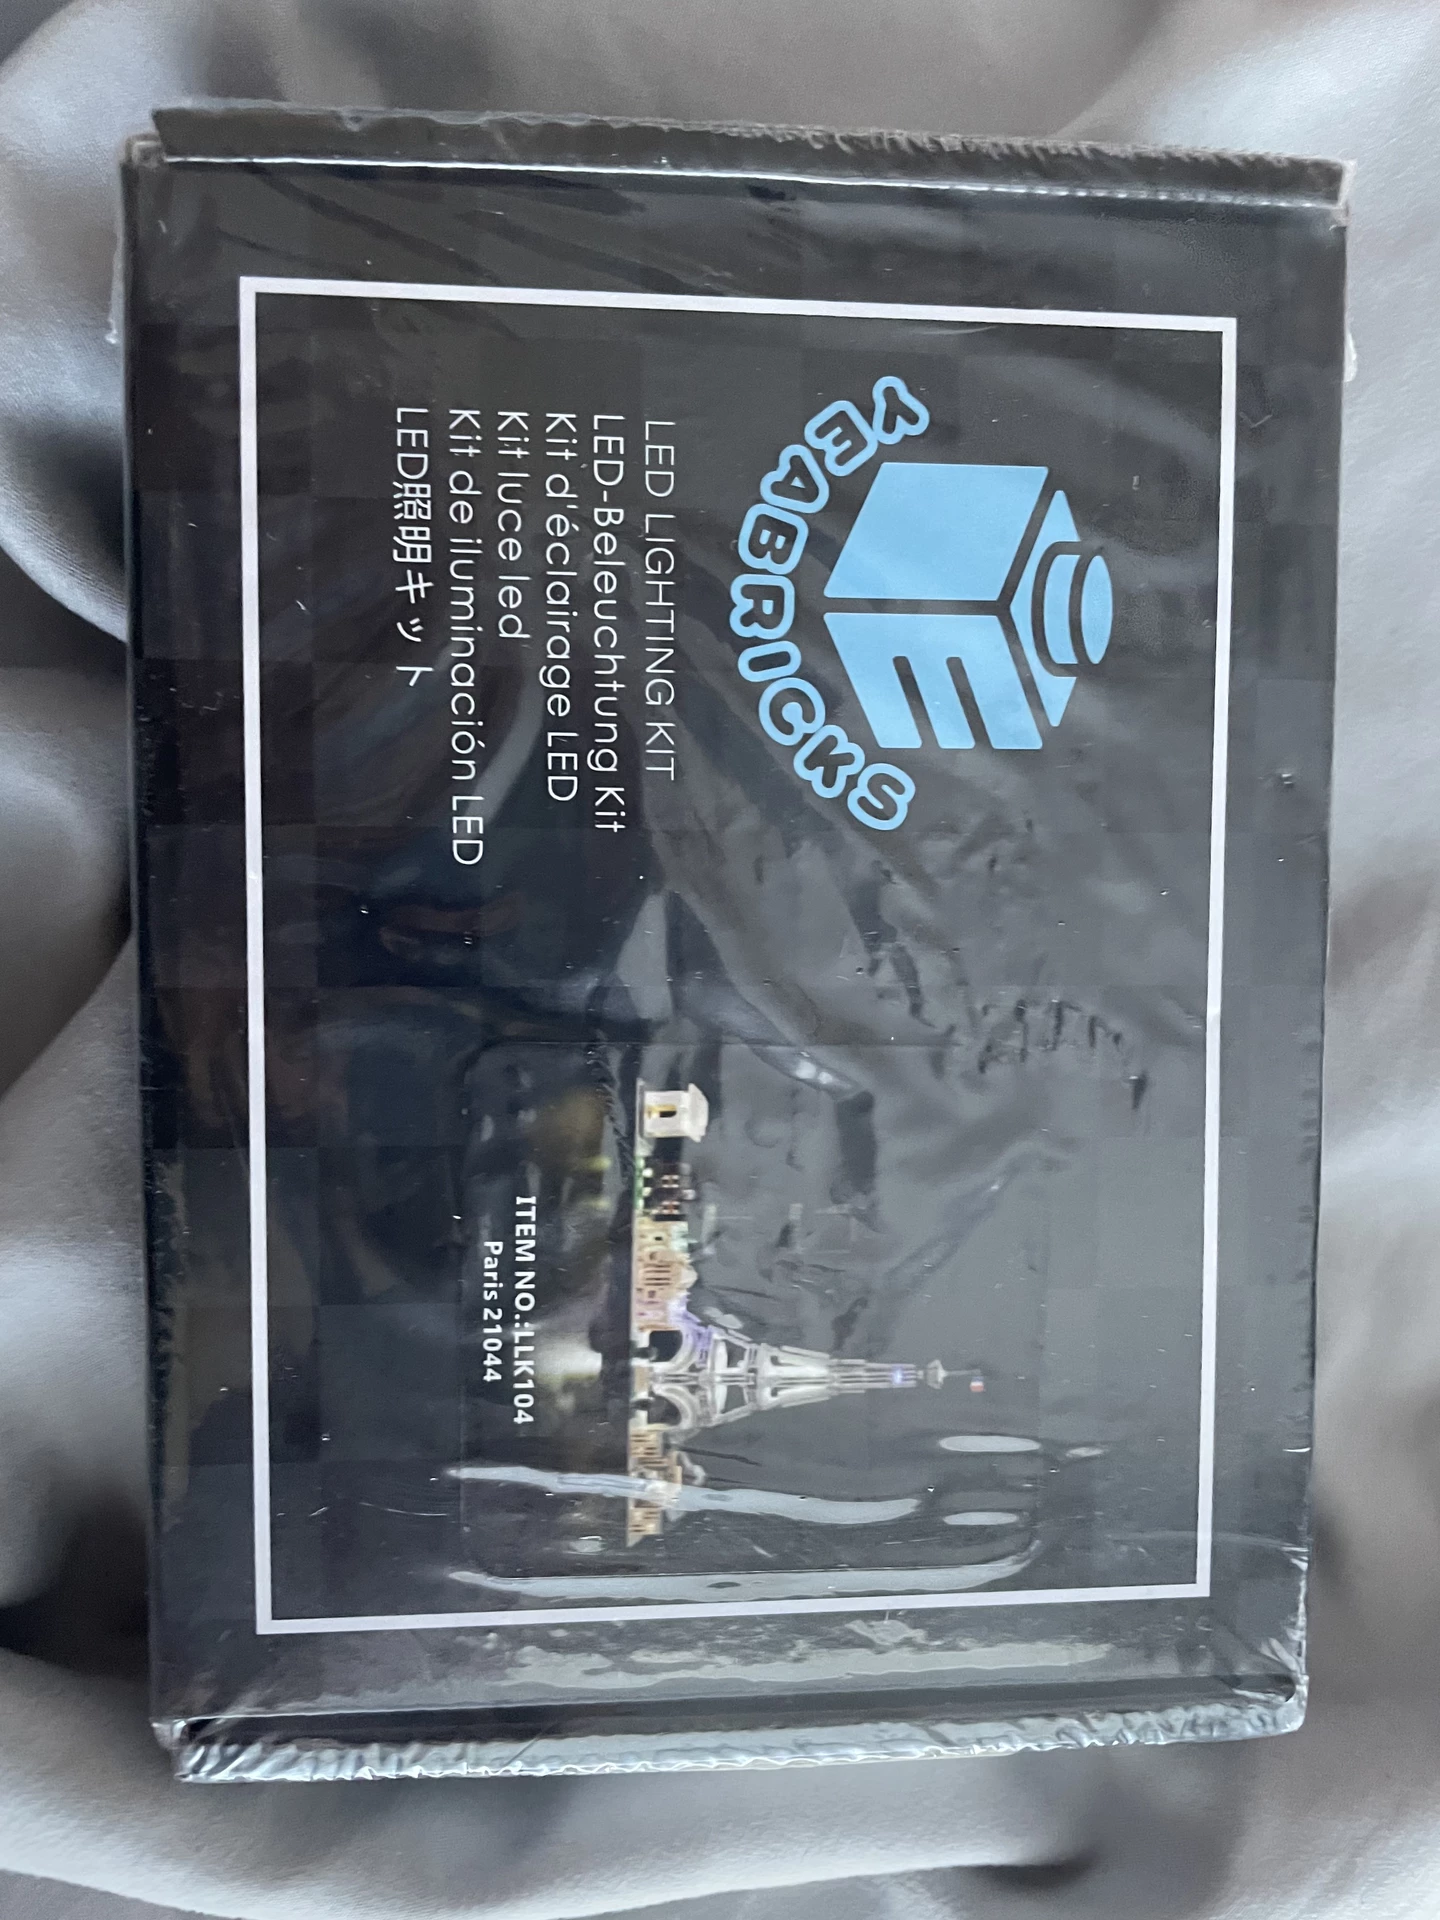 YEABRICKS
LED LIGHTING KIT
LED-Beleuchtung Kit
Kit d'éclairage LED
Kit luce led
Kit de iluminación LED
LED照明キット
ITEM NO.:LLK104
Paris 21044